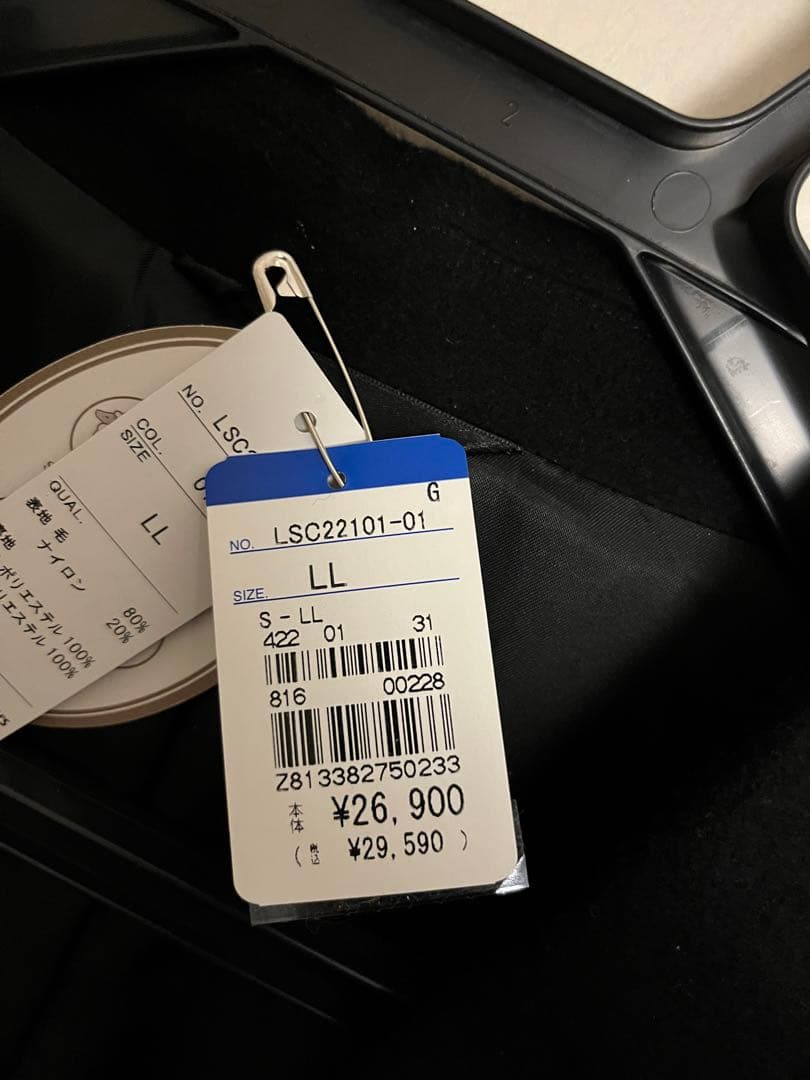 2
NO. LSC
COL. 0
SIZE LL
QUAL.
表地 毛 80%
ナイロン 20%
ポリエステル 100%
リエステル 100%
G
NO. LSC22101-01
SIZE. LL
S - LL
422 01 31
816 00228
Z813382750233
本体 ¥26,900
(税込 ¥29,590)